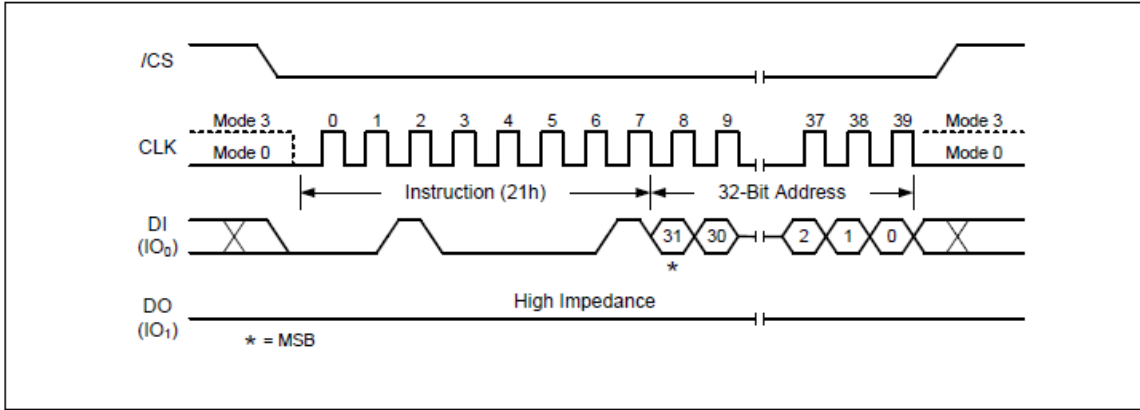 /CS
Mode 3 0 1 2 3 4 5 6 7 8 9 37 38 39 Mode 3
CLK Mode 0 Mode 0
Instruction (21h) 32-Bit Address
DI
(IO₀) 31 30 2 1 0
*
High Impedance
DO
(IO₁)
* = MSB